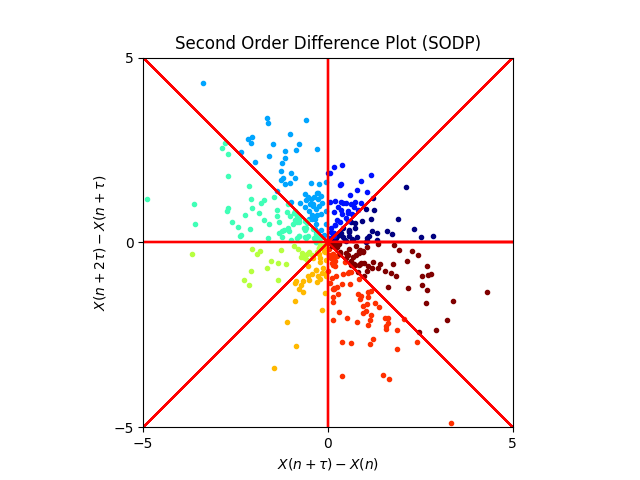 Second Order Difference Plot (SODP)
5
0
−5
X(n + 2τ) − X(n + τ)
−5 0 5
X(n + τ) − X(n)